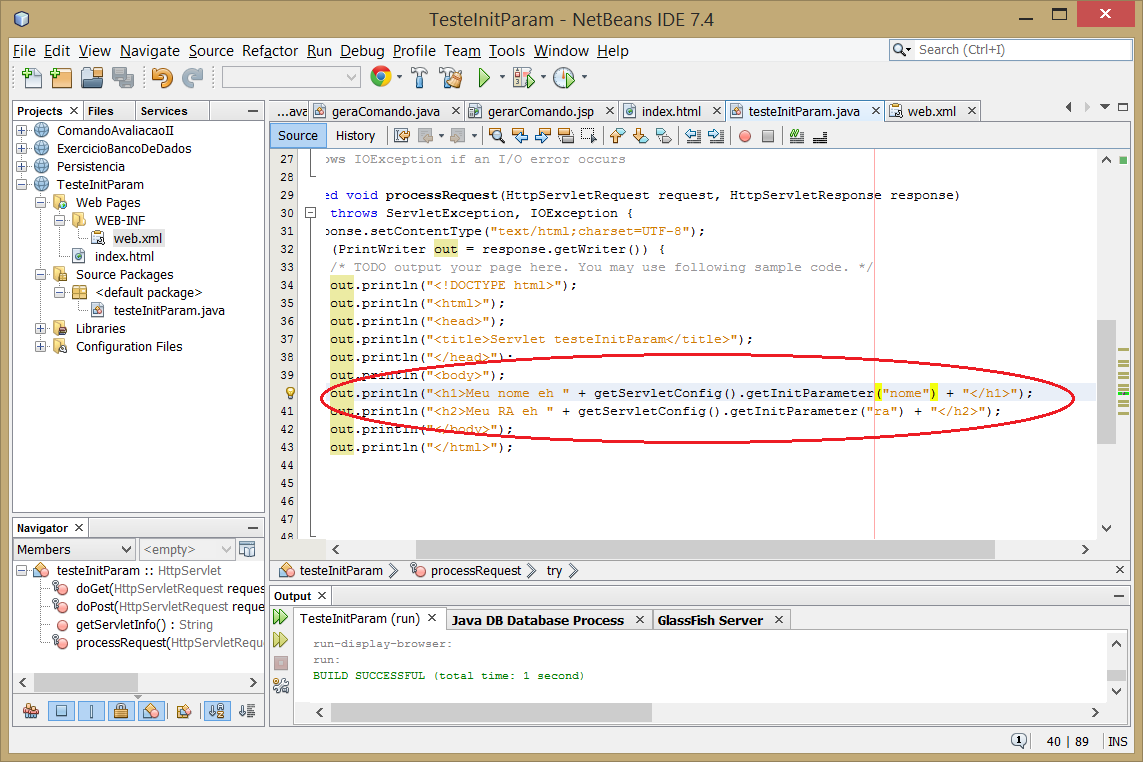 TesteInitParam - NetBeans IDE 7.4
File Edit View Navigate Source Refactor Run Debug Profile Team Tools Window Help
Search (Ctrl+I)
Projects Files Services
ComandoAvaliacaoII
ExercicioBancoDeDados
Persistencia
TesteInitParam
Web Pages
WEB-INF
web.xml
index.html
Source Packages
<default package>
testeInitParam.java
Libraries
Configuration Files
Navigator
Members <empty>
testeInitParam :: HttpServlet
doGet(HttpServletRequest reques
doPost(HttpServletRequest reque
getServletInfo() : String
processRequest(HttpServletReque
...ava geraComando.java gerarComando.jsp index.html testeInitParam.java web.xml
Source History
27 ows IOException if an I/O error occurs
28
29 ed void processRequest(HttpServletRequest request, HttpServletResponse response)
30 throws ServletException, IOException {
31 onse.setContentType("text/html;charset=UTF-8");
32 (PrintWriter out = response.getWriter()) {
33 /* TODO output your page here. You may use following sample code. */
34 out.println("<!DOCTYPE html>");
35 out.println("<html>");
36 out.println("<head>");
37 out.println("<title>Servlet testeInitParam</title>");
38 out.println("</head>");
39 out.println("<body>");
out.println("<h1>Meu nome eh " + getServletConfig().getInitParameter("nome") + "</h1>");
41 out.println("<h2>Meu RA eh " + getServletConfig().getInitParameter("ra") + "</h2>");
42 out.println("</body>");
43 out.println("</html>");
44
45
46
47
48
testeInitParam processRequest try
Output
TesteInitParam (run) Java DB Database Process GlassFish Server
run-display-browser:
run:
BUILD SUCCESSFUL (total time: 1 second)
1 40 | 89 INS